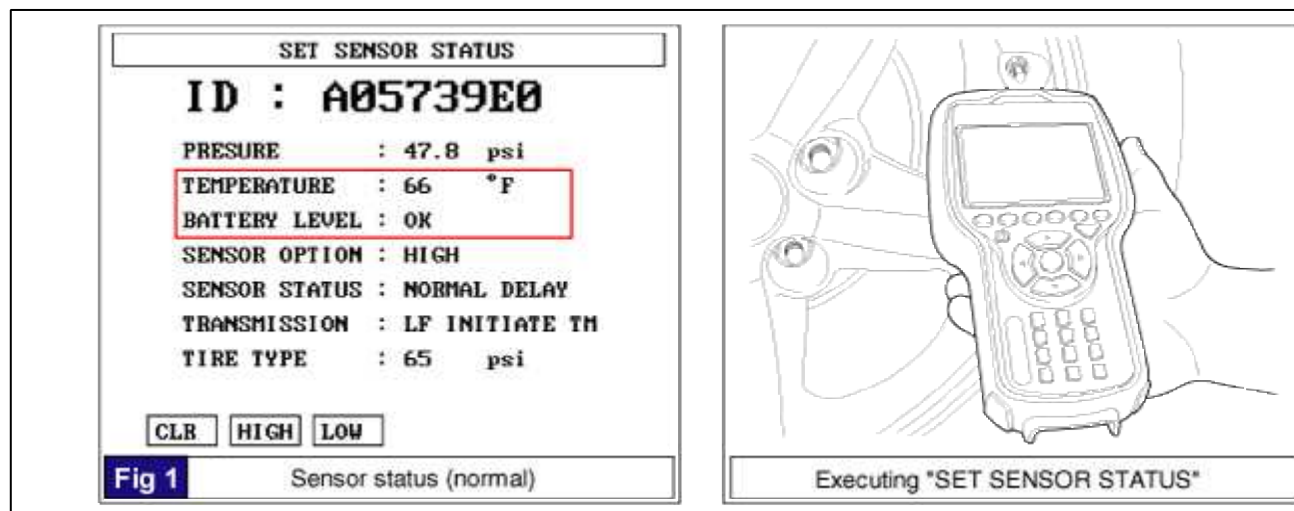 SET SENSOR STATUS
ID : A05739E0
PRESURE : 47.8 psi
TEMPERATURE : 66 °F
BATTERY LEVEL : OK
SENSOR OPTION : HIGH
SENSOR STATUS : NORMAL DELAY
TRANSMISSION : LF INITIATE TM
TIRE TYPE : 65 psi
CLR HIGH LOW
Fig 1 Sensor status (normal)
Executing "SET SENSOR STATUS"